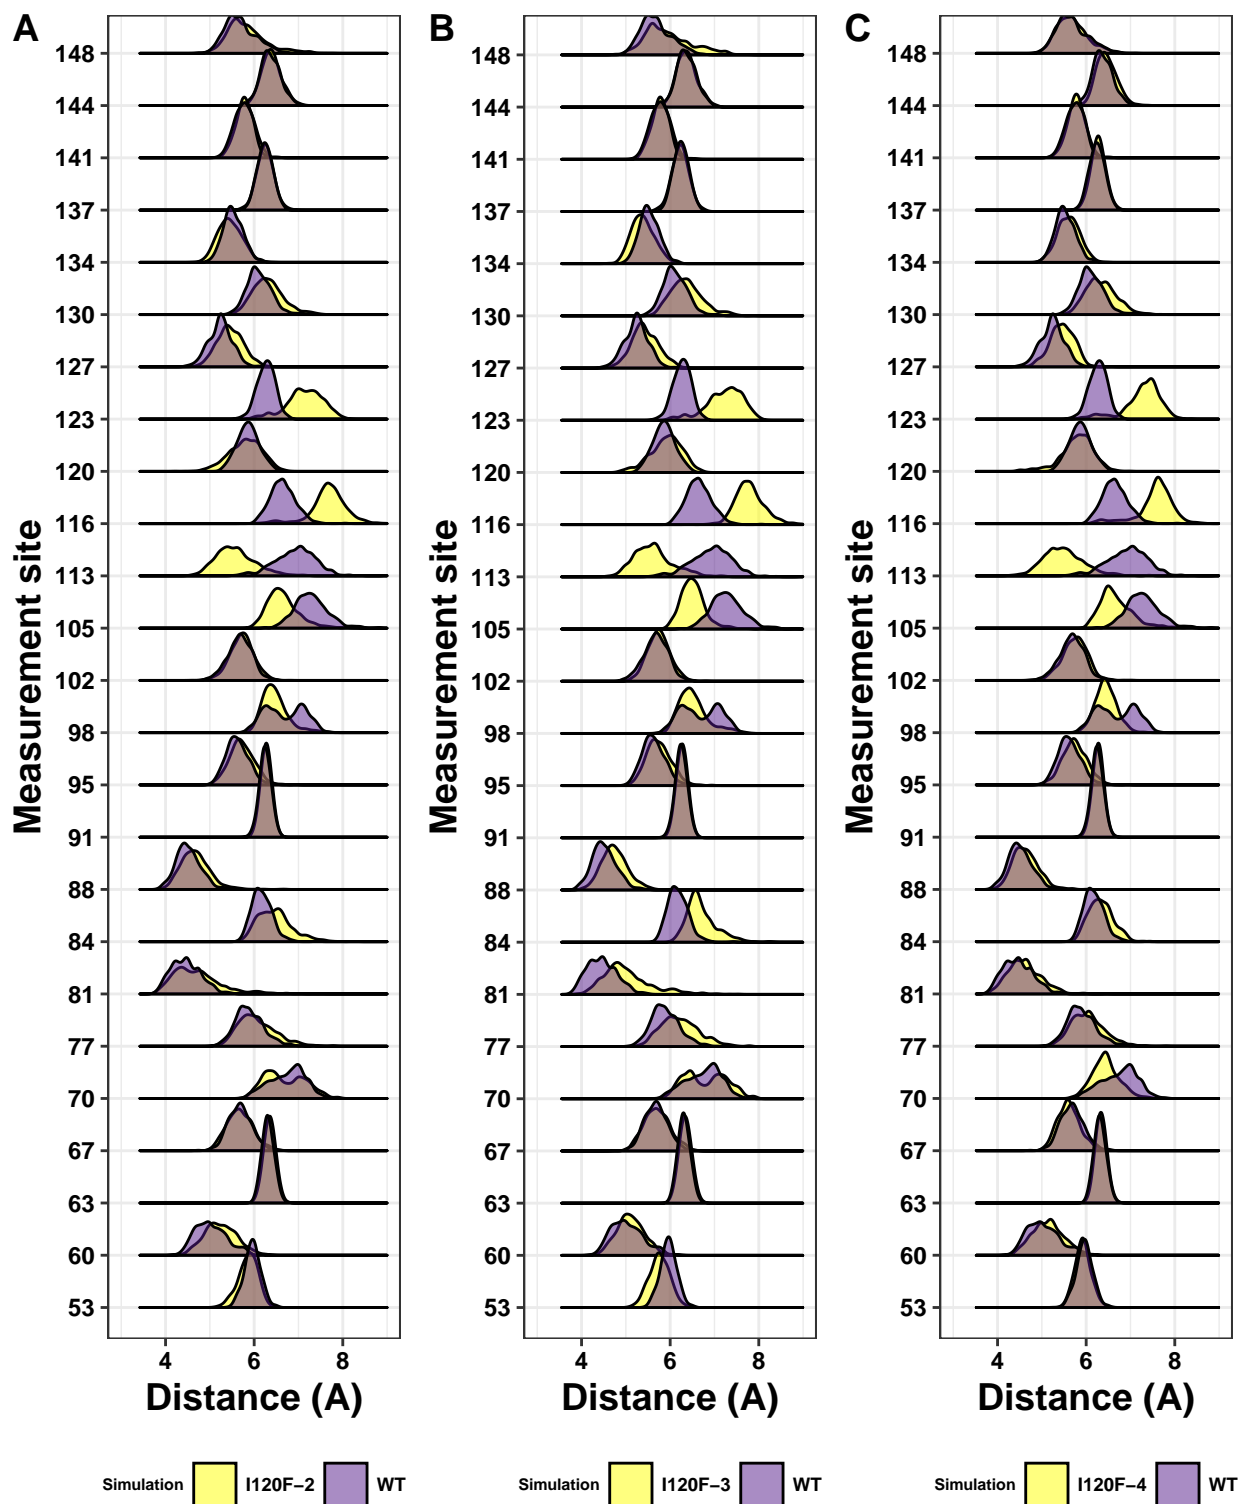 A B C
148 148 148
144 144 144
141 141 141
137 137 137
134 134 134
130 130 130
127 127 127
123 123 123
120 120 120
116 116 116
113 113 113
105 105 105
102 102 102
98 98 98
95 95 95
91 91 91
88 88 88
84 84 84
81 81 81
77 77 77
70 70 70
67 67 67
63 63 63
60 60 60
53 53 53
Measurement site Measurement site Measurement site
4 6 8 4 6 8 4 6 8
Distance (A) Distance (A) Distance (A)
Simulation I120F−2 WT Simulation I120F−3 WT Simulation I120F−4 WT